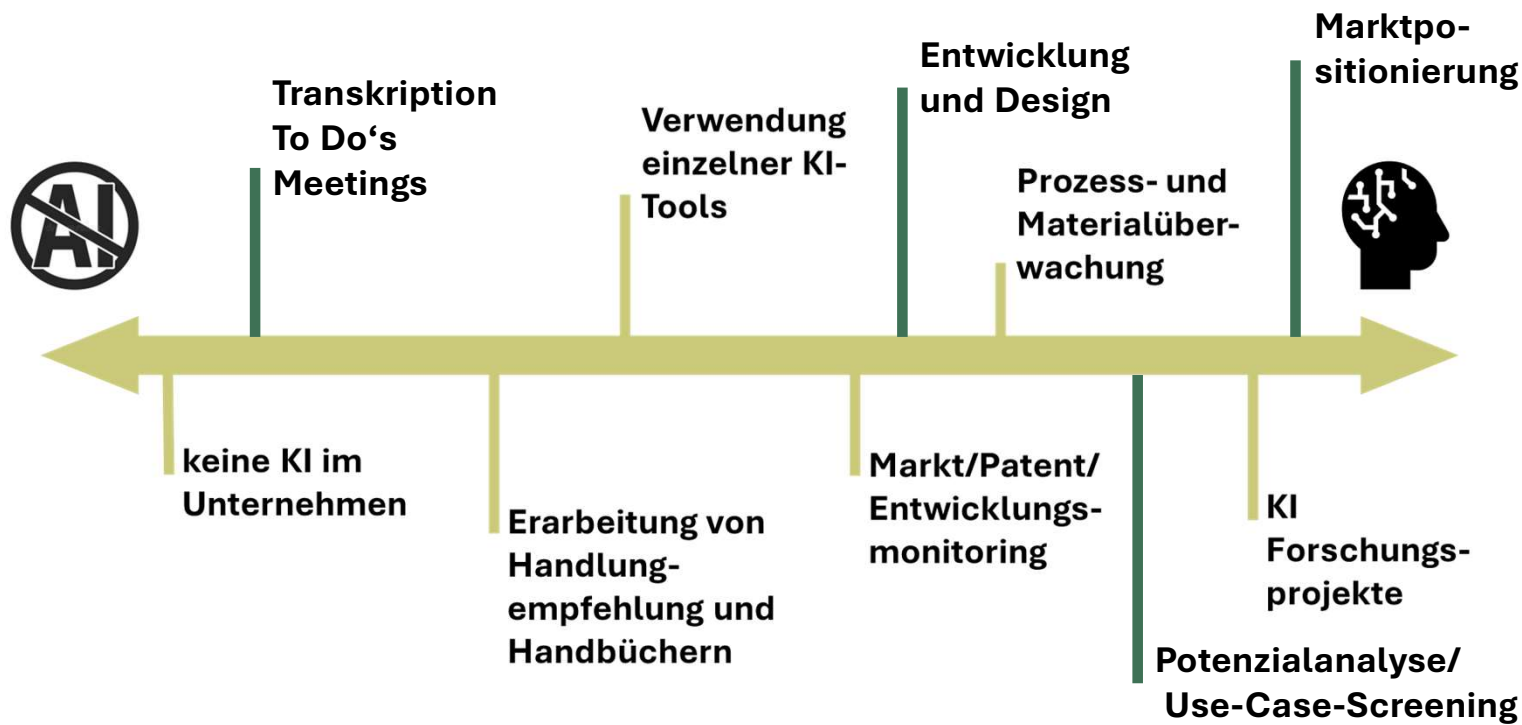 Transkription
To Do‘s
Meetings
Verwendung
einzelner KI-
Tools
Entwicklung
und Design
Prozess- und
Materialüber-
wachung
Marktpo-
sitionierung
AI
keine KI im
Unternehmen
Erarbeitung von
Handlung-
empfehlung und
Handbüchern
Markt/Patent/
Entwicklungs-
monitoring
KI
Forschungs-
projekte
Potenzialanalyse/
Use-Case-Screening